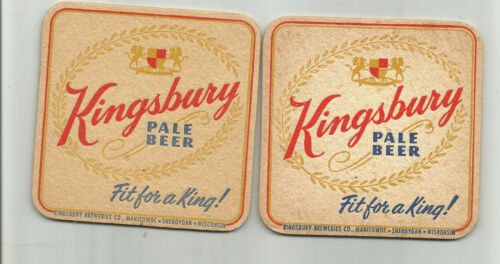 Kingsbury
PALE
BEER
Fit for a King!
KINGSBURY BREWERIES CO., MANITOWOC • SHEBOYGAN • WISCONSIN
Kingsbury
PALE
BEER
Fit for a King!
KINGSBURY BREWERIES CO., MANITOWOC • SHEBOYGAN • WISCONSIN